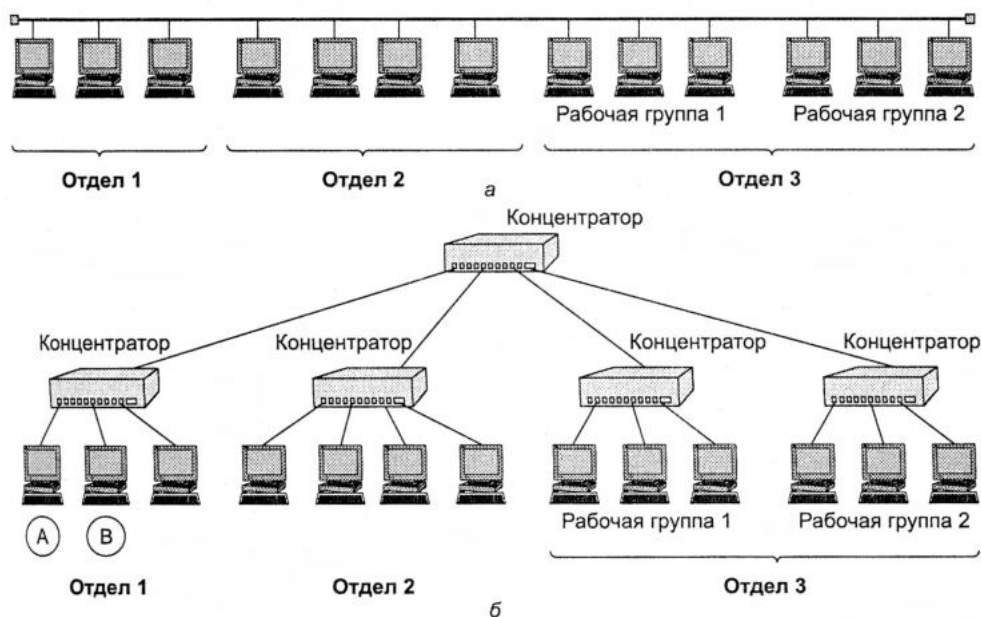 Рабочая группа 1 Рабочая группа 2
Отдел 1 Отдел 2 Отдел 3
а
Концентратор
Концентратор Концентратор Концентратор Концентратор
Рабочая группа 1 Рабочая группа 2
A B
Отдел 1 Отдел 2 Отдел 3
б